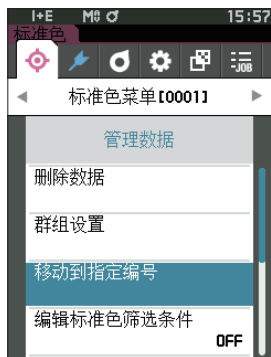 I+E M 15:57
标准色
-JOB
标准色菜单[0001]
管理数据
删除数据
群组设置
移动到指定编号
编辑标准色筛选条件
OFF